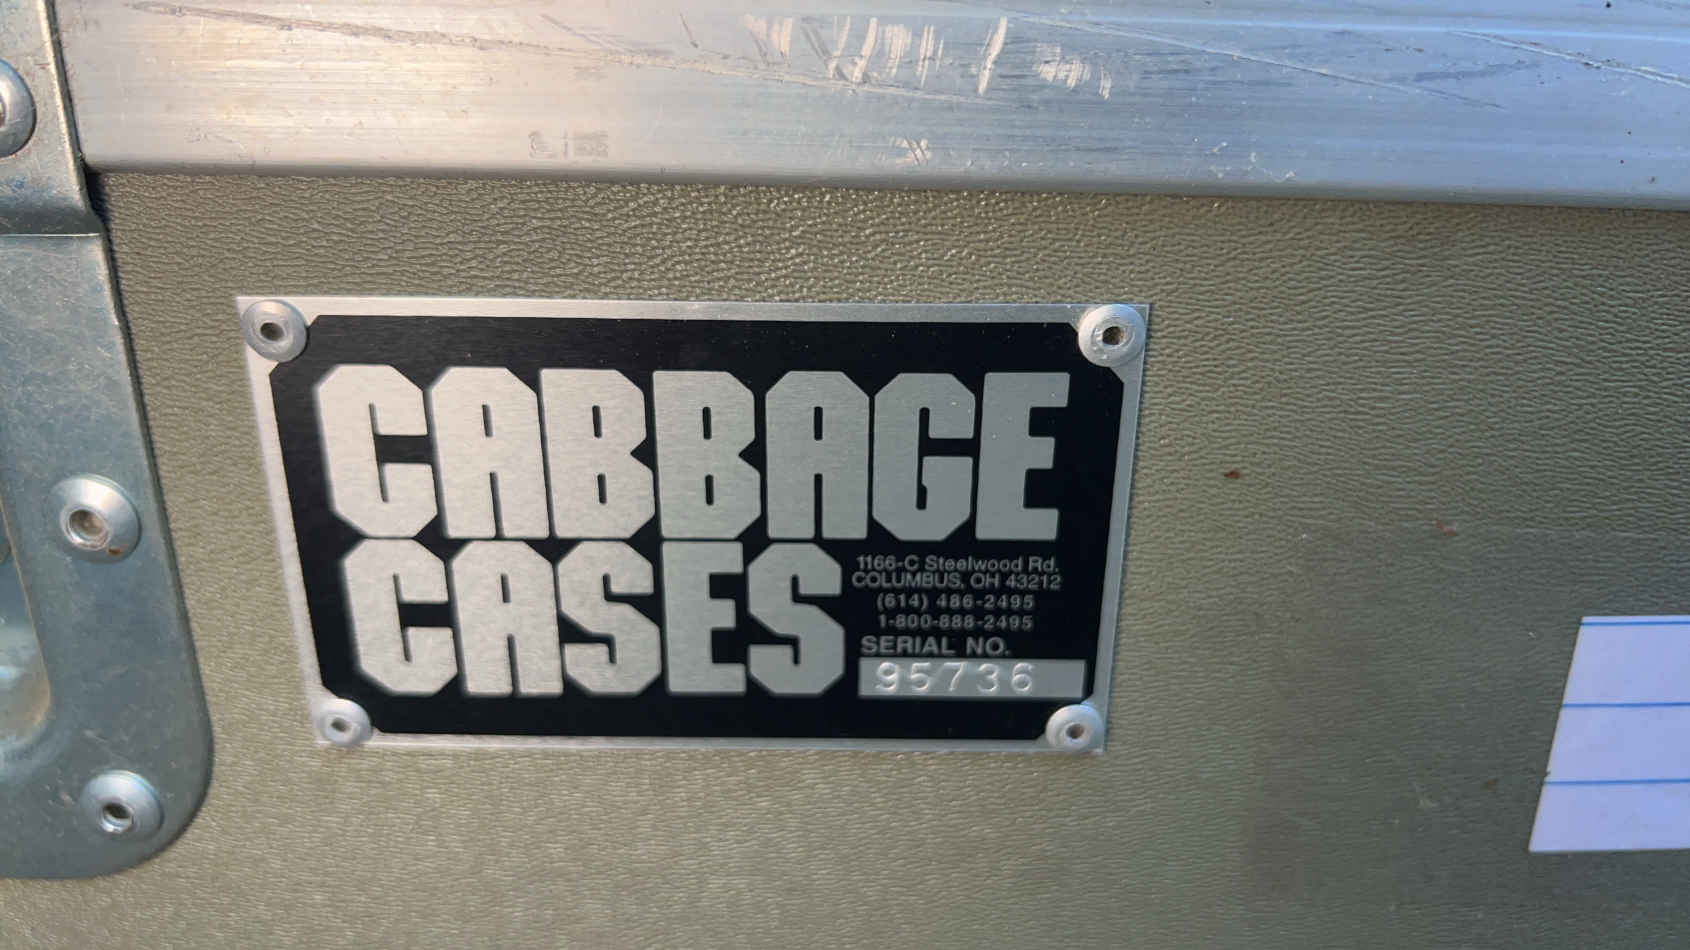 CABBAGE
CASES
1166-C Steelwood Rd.
COLUMBUS, OH 43212
(614) 486-2495
1-800-888-2495
SERIAL NO.
95736